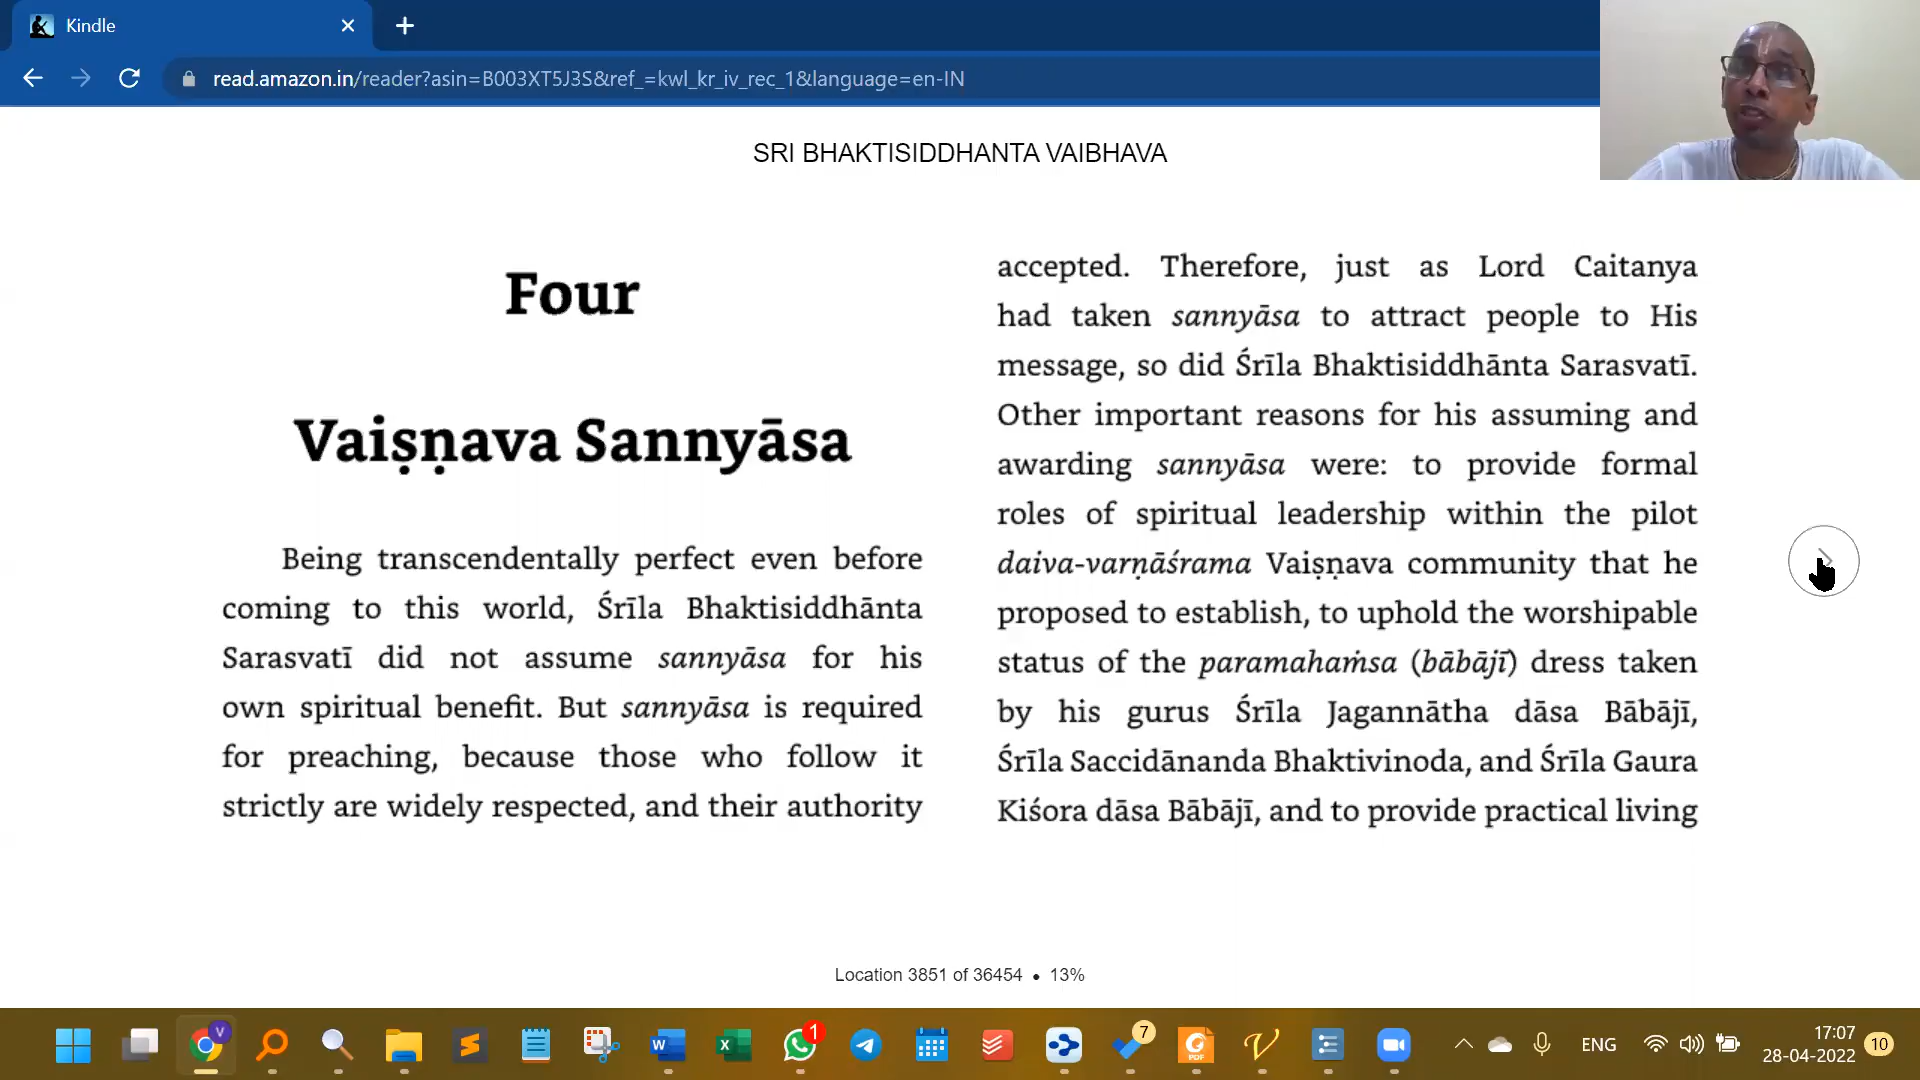 Kindle
read.amazon.in/reader?asin=B003XT5J3S&ref_=kwl_kr_iv_rec_1&language=en-IN
SRI BHAKTISIDDHANTA VAIBHAVA
Four
Vaiṣṇava Sannyāsa
Being transcendentally perfect even before
coming to this world, Śrīla Bhaktisiddhānta
Sarasvatī did not assume sannyāsa for his
own spiritual benefit. But sannyāsa is required
for preaching, because those who follow it
strictly are widely respected, and their authority
accepted. Therefore, just as Lord Caitanya
had taken sannyāsa to attract people to His
message, so did Śrīla Bhaktisiddhānta Sarasvatī.
Other important reasons for his assuming and
awarding sannyāsa were: to provide formal
roles of spiritual leadership within the pilot
daiva-varṇāśrama Vaiṣṇava community that he
proposed to establish, to uphold the worshipable
status of the paramahaṁsa (bābājī) dress taken
by his gurus Śrīla Jagannātha dāsa Bābājī,
Śrīla Saccidānanda Bhaktivinoda, and Śrīla Gaura
Kiśora dāsa Bābājī, and to provide practical living
Location 3851 of 36454 • 13%
V
1
7
PDF
ENG
17:07
28-04-2022
10